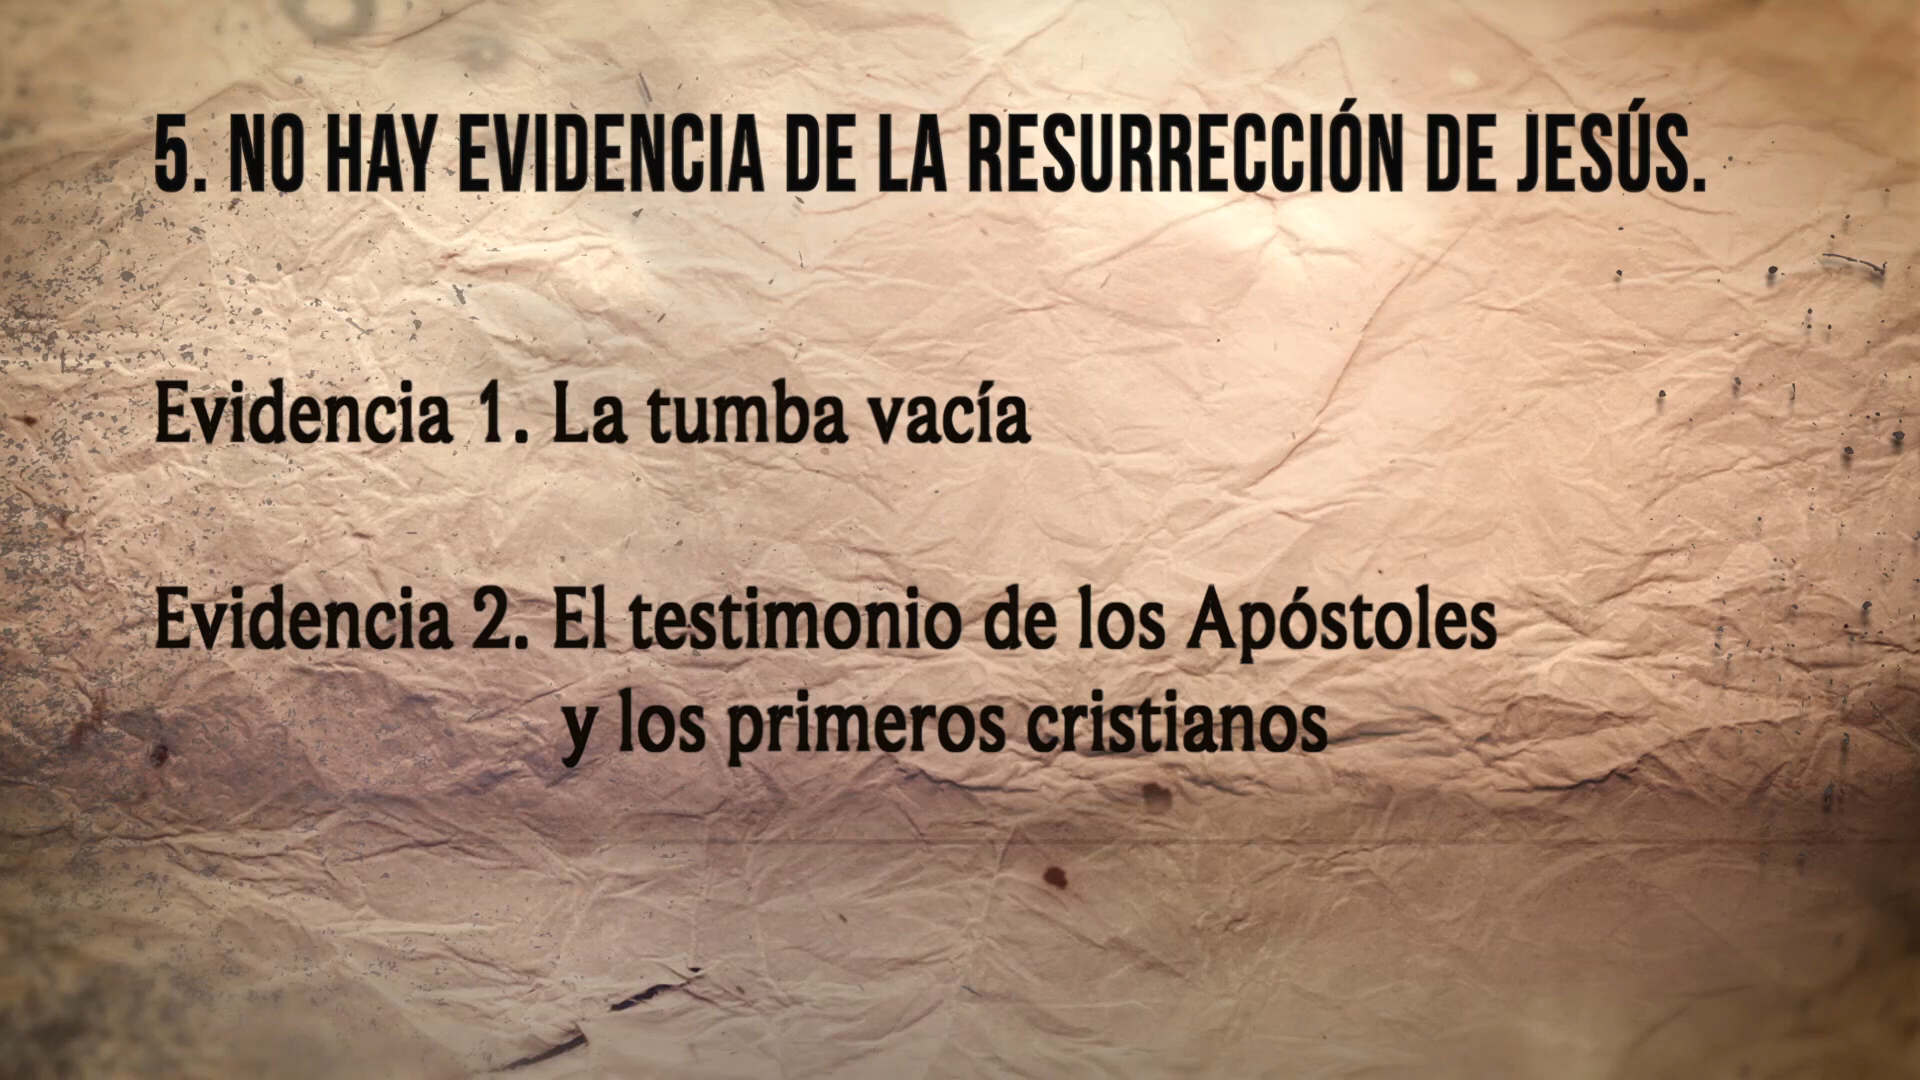 5. NO HAY EVIDENCIA DE LA RESURRECCIÓN DE JESÚS.
Evidencia 1. La tumba vacía
Evidencia 2. El testimonio de los Apóstoles
y los primeros cristianos